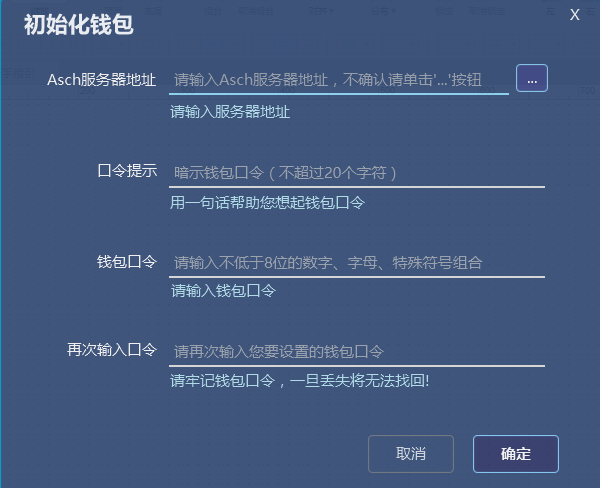 初始化钱包
X
Asch服务器地址
请输入Asch服务器地址，不确认请单击'...'按钮
...
请输入服务器地址
口令提示
暗示钱包口令（不超过20个字符）
用一句话帮助您想起钱包口令
钱包口令
请输入不低于8位的数字、字母、特殊符号组合
请输入钱包口令
再次输入口令
请再次输入您要设置的钱包口令
请牢记钱包口令，一旦丢失将无法找回!
取消
确定